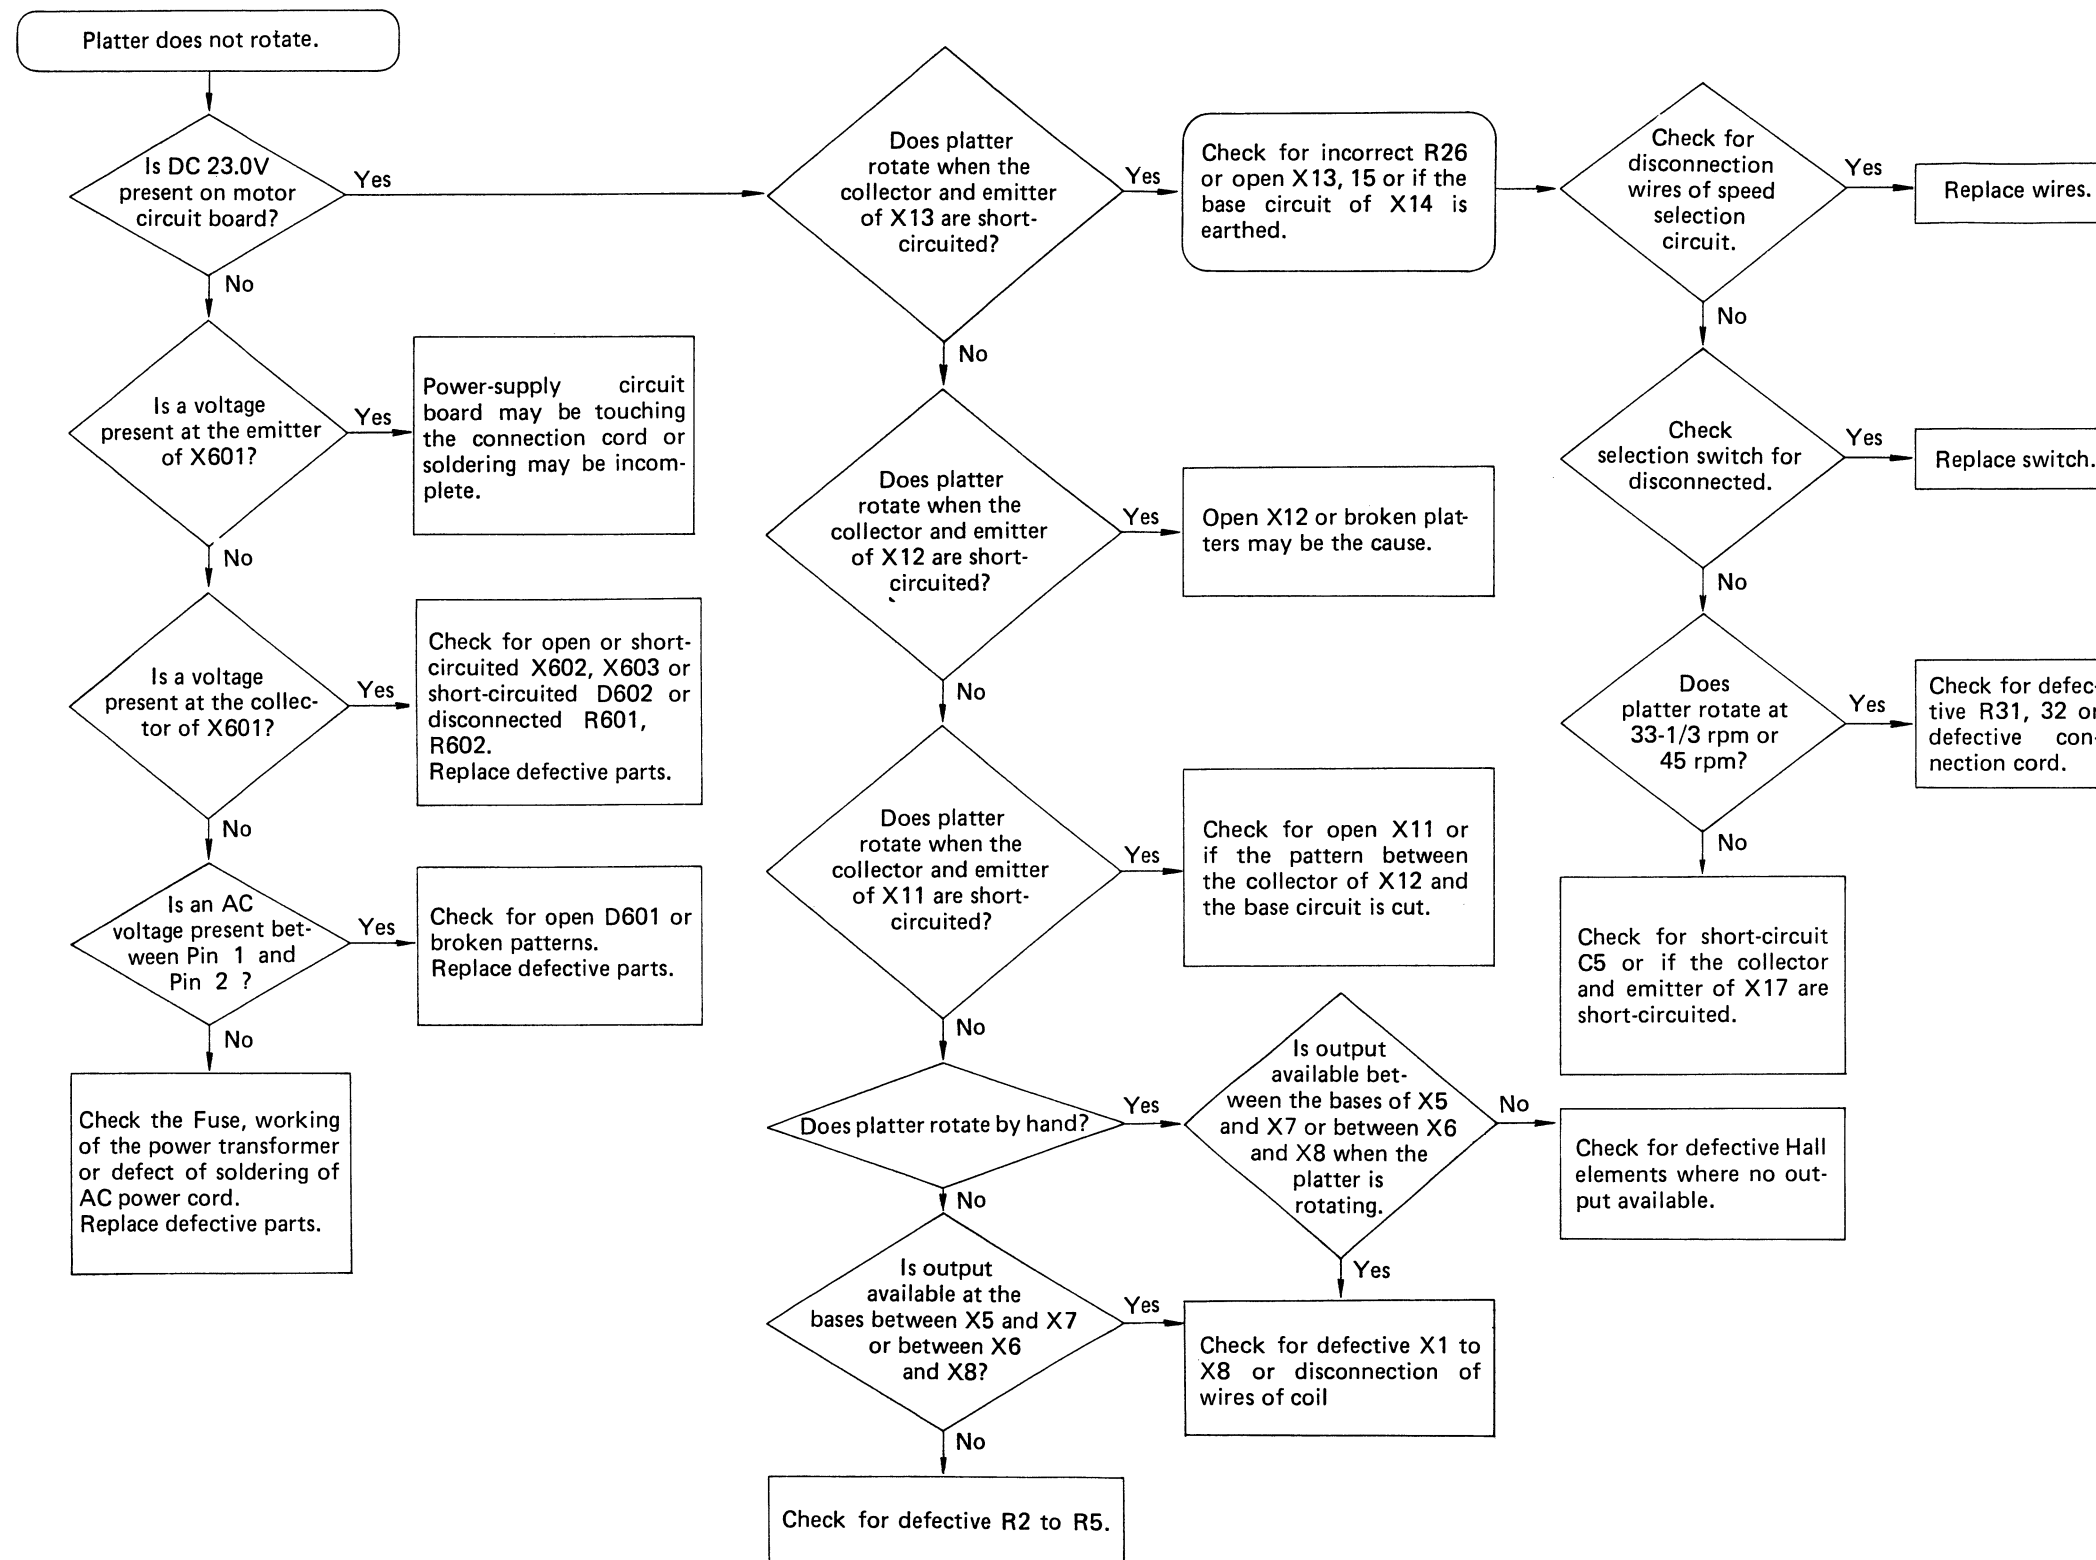 Platter does not rotate.
Is DC 23.0V
present on motor
circuit board?
Yes
No
Is a voltage
present at the emitter
of X601?
Yes
Power-supply circuit
board may be touching
the connection cord or
soldering may be incom-
plete.
No
Is a voltage
present at the collec-
tor of X601?
Yes
Check for open or short-
circuited X602, X603 or
short-circuited D602 or
disconnected R601,
R602.
Replace defective parts.
No
Is an AC
voltage present bet-
ween Pin 1 and
Pin 2 ?
Yes
Check for open D601 or
broken patterns.
Replace defective parts.
No
Check the Fuse, working
of the power transformer
or defect of soldering of
AC power cord.
Replace defective parts.
Does platter
rotate when the
collector and emitter
of X13 are short-
circuited?
Yes
Check for incorrect R26
or open X13, 15 or if the
base circuit of X14 is
earthed.
No
Does platter
rotate when the
collector and emitter
of X12 are short-
circuited?
Yes
Open X12 or broken plat-
ters may be the cause.
No
Does platter
rotate when the
collector and emitter
of X11 are short-
circuited?
Yes
Check for open X11 or
if the pattern between
the collector of X12 and
the base circuit is cut.
No
Does platter rotate by hand?
Yes
Is output
available bet-
ween the bases of X5
and X7 or between X6
and X8 when the
platter is
rotating.
No
Check for defective Hall
elements where no out-
put available.
Yes
No
Is output
available at the
bases between X5 and X7
or between X6
and X8?
Yes
Check for defective X1 to
X8 or disconnection of
wires of coil
No
Check for defective R2 to R5.
Check for
disconnection
wires of speed
selection
circuit.
Yes
Replace wires.
No
Check
selection switch for
disconnected.
Yes
Replace switch.
No
Does
platter rotate at
33-1/3 rpm or
45 rpm?
Yes
Check for defec-
tive R31, 32 or
defective con-
nection cord.
No
Check for short-circuit
C5 or if the collector
and emitter of X17 are
short-circuited.